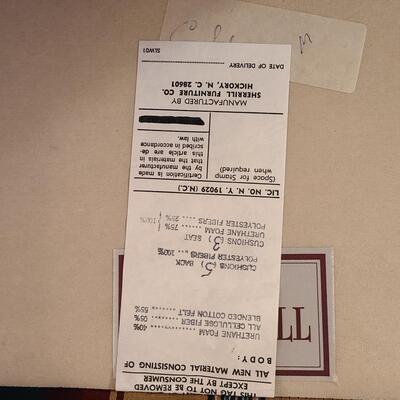 THIS TAG NOT TO BE REMOVED
EXCEPT BY THE CONSUMER
ALL NEW MATERIAL CONSISTING OF
BODY:
URETHANE FOAM 40%
ALL CELLULOSE FIBER 05%
BLENDED COTTON FELT 55%
CUSHIONS (5) BACK
POLYESTER FIBERS 100%
CUSHIONS (3) SEAT
URETHANE FOAM 75%
POLYESTER FIBERS 25%
100%
LIC. NO. N. Y. 19029 (N.C.)
(Space for Stamp
when required)
Certification is made
by the manufacturer
that the materials in
this article are de-
scribed in accordance
with law.
MANUFACTURED BY
SHERRILL FURNITURE CO.
HICKORY, N. C. 28601
DATE OF DELIVERY
SLW01
LL
M